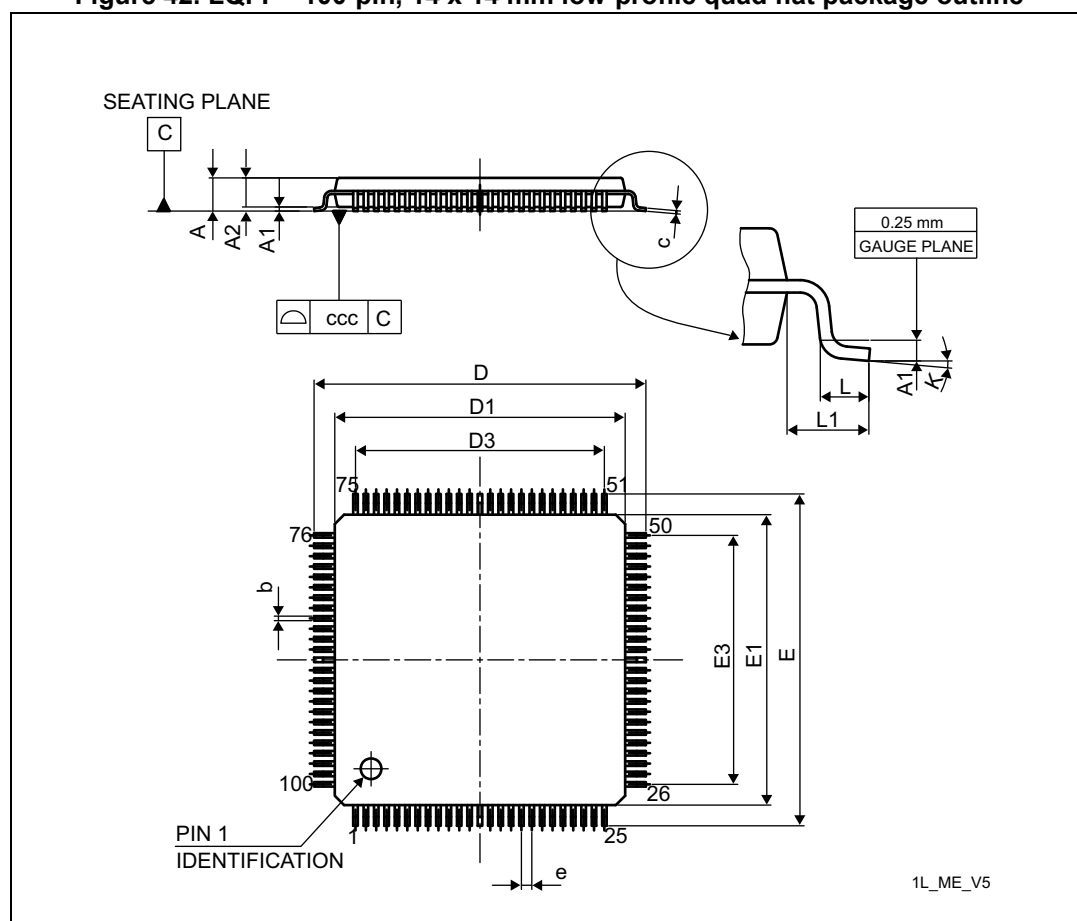 SEATING PLANE
C
A
A2
A1
c
ccc C
0.25 mm
GAUGE PLANE
A1
K
L
L1
D
D1
D3
75
51
76
50
b
E3
E1
E
100
26
PIN 1
IDENTIFICATION
1
25
e
1L_ME_V5